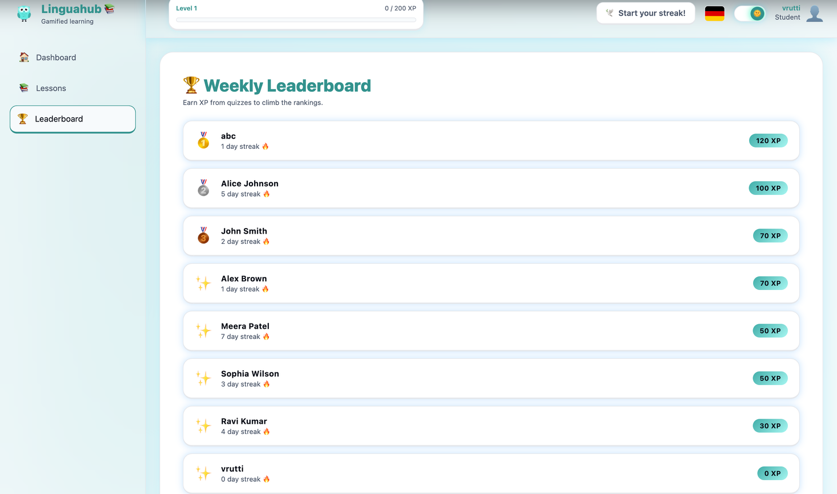 Linguahub
Gamified learning
Dashboard
Lessons
Leaderboard
Level 1
0 / 200 XP
Start your streak!
vrutti
Student
Weekly Leaderboard
Earn XP from quizzes to climb the rankings.
abc
1 day streak
120 XP
Alice Johnson
5 day streak
100 XP
John Smith
2 day streak
70 XP
Alex Brown
1 day streak
70 XP
Meera Patel
7 day streak
50 XP
Sophia Wilson
3 day streak
50 XP
Ravi Kumar
4 day streak
30 XP
vrutti
0 day streak
0 XP